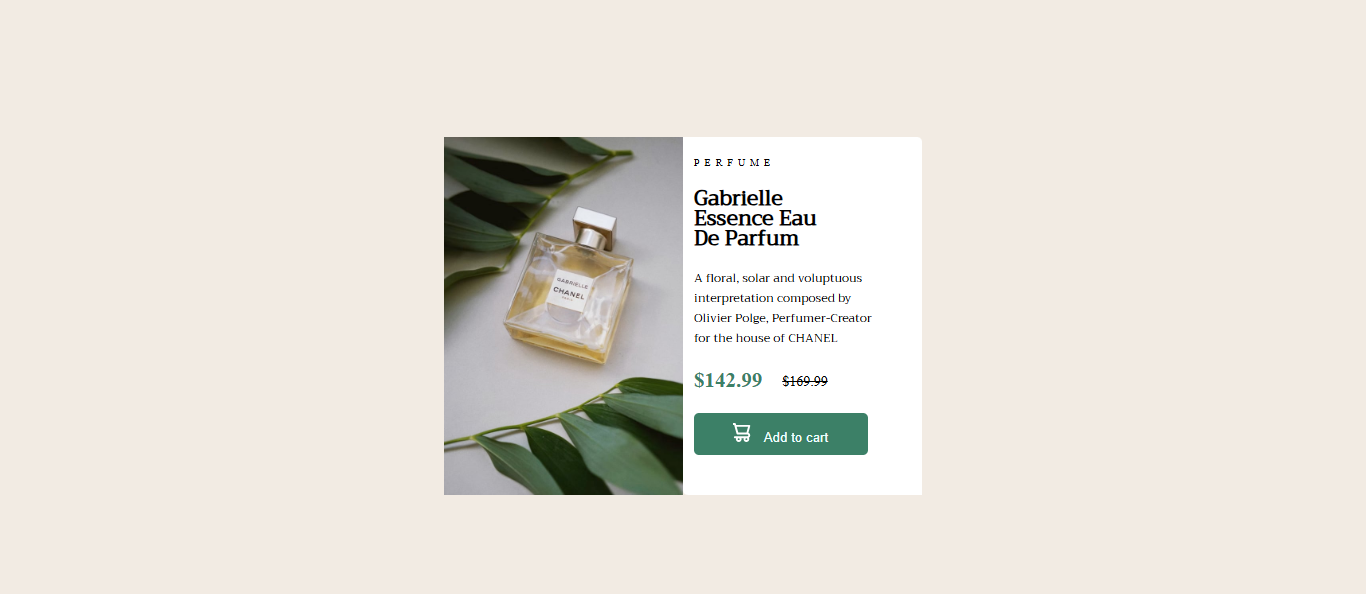 GABRIELLE
CHANEL
PERFUME
Gabrielle
Essence Eau
De Parfum
A floral, solar and voluptuous
interpretation composed by
Olivier Polge, Perfumer-Creator
for the house of CHANEL
$142.99 $169.99
Add to cart